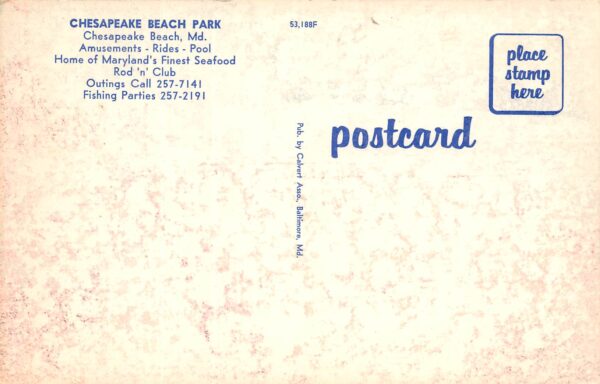 CHESAPEAKE BEACH PARK
Chesapeake Beach, Md.
Amusements - Rides - Pool
Home of Maryland's Finest Seafood
Rod 'n' Club
Outings Call 257-7141
Fishing Parties 257-2191
53,188F
place
stamp
here
postcard
Pub. by Calvert Asso., Baltimore, Md.